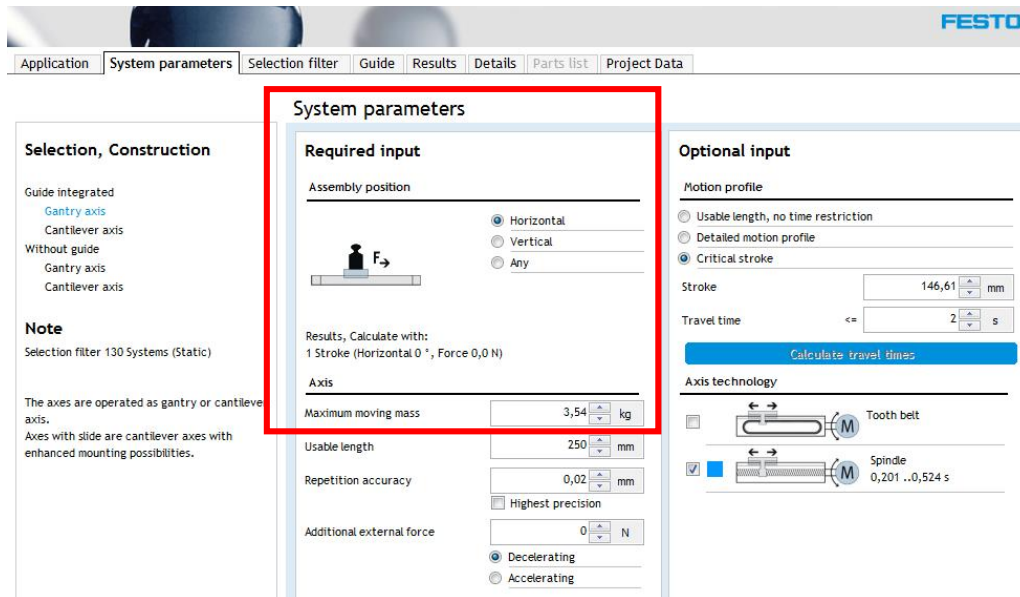 FESTO
Application System parameters Selection filter Guide Results Details Parts list Project Data
System parameters
Selection, Construction
Guide integrated
Gantry axis
Cantilever axis
Without guide
Gantry axis
Cantilever axis
Note
Selection filter 130 Systems (Static)
The axes are operated as gantry or cantilever
axis.
Axes with slide are cantilever axes with
enhanced mounting possibilities.
Required input
Assembly position
F
Horizontal
Vertical
Any
Results, Calculate with:
1 Stroke (Horizontal 0 °, Force 0,0 N)
Axis
Maximum moving mass 3,54 kg
Usable length 250 mm
Repetition accuracy 0,02 mm
Highest precision
Additional external force 0 N
Decelerating
Accelerating
Optional input
Motion profile
Usable length, no time restriction
Detailed motion profile
Critical stroke
Stroke 146,61 mm
Travel time <= 2 s
Calculate travel times
Axis technology
M Tooth belt
M Spindle
0,201 ..0,524 s